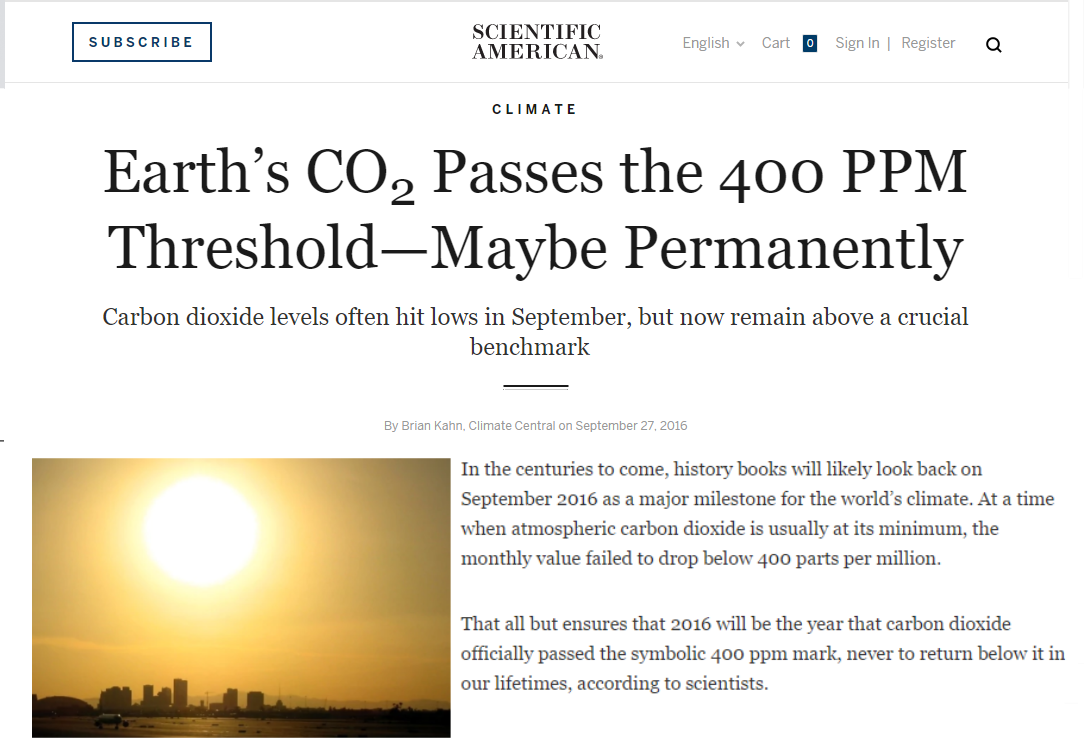 SUBSCRIBE
SCIENTIFIC
AMERICAN®
English
Cart 0
Sign In | Register
CLIMATE
Earth’s CO₂ Passes the 400 PPM
Threshold—Maybe Permanently
Carbon dioxide levels often hit lows in September, but now remain above a crucial
benchmark
By Brian Kahn, Climate Central on September 27, 2016
In the centuries to come, history books will likely look back on
September 2016 as a major milestone for the world’s climate. At a time
when atmospheric carbon dioxide is usually at its minimum, the
monthly value failed to drop below 400 parts per million.
That all but ensures that 2016 will be the year that carbon dioxide
officially passed the symbolic 400 ppm mark, never to return below it in
our lifetimes, according to scientists.